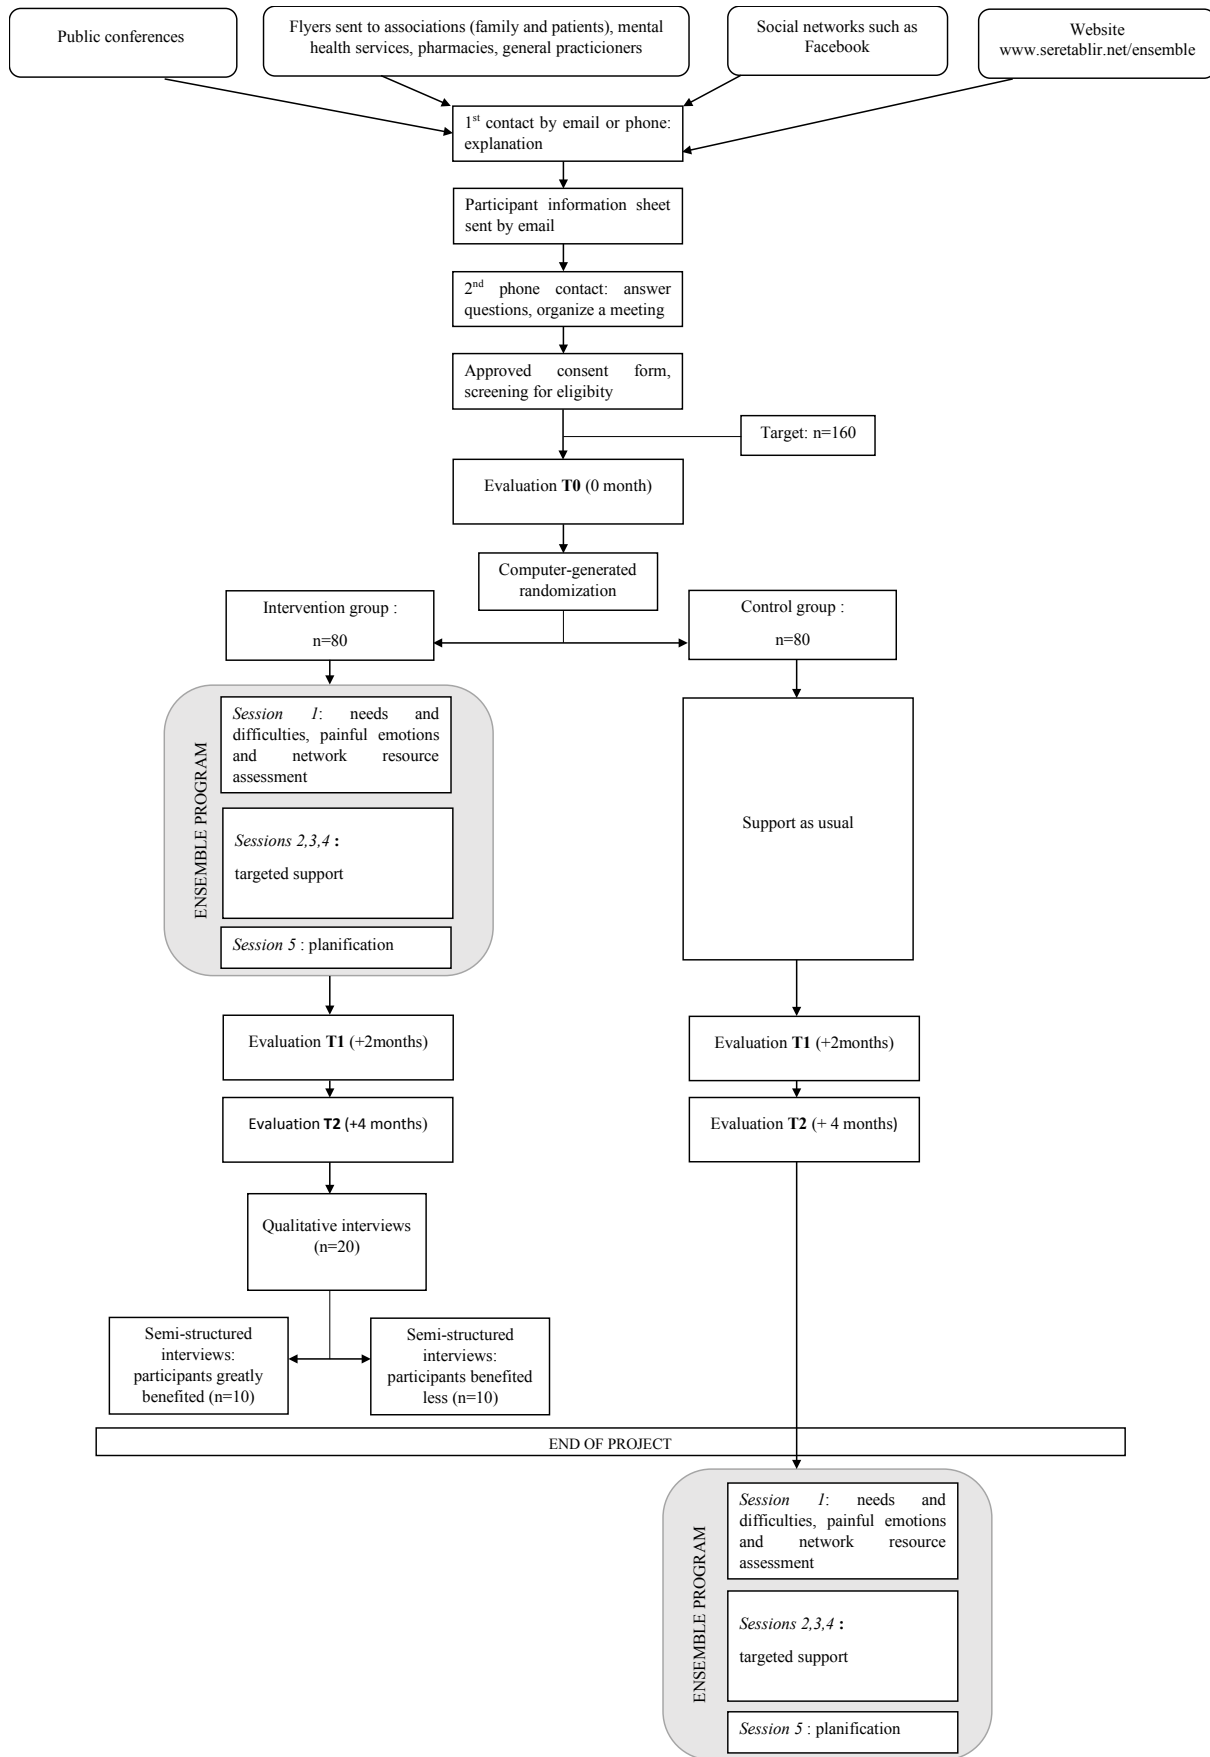 Public conferences
Flyers sent to associations (family and patients), mental
health services, pharmacies, general practicioners
Social networks such as
Facebook
Website
www.seretablir.net/ensemble
1st contact by email or phone:
explanation
Participant information sheet
sent by email
2nd phone contact: answer
questions, organize a meeting
Approved consent form,
screening for eligibity
Target: n=160
Evaluation T0 (0 month)
Computer-generated
randomization
Intervention group :
n=80
Control group :
n=80
ENSEMBLE PROGRAM
Session 1: needs and
difficulties, painful emotions
and network resource
assessment
Sessions 2,3,4 :
targeted support
Session 5 : planification
Support as usual
Evaluation T1 (+2months)
Evaluation T1 (+2months)
Evaluation T2 (+4 months)
Evaluation T2 (+ 4 months)
Qualitative interviews
(n=20)
Semi-structured
interviews:
participants greatly
benefited (n=10)
Semi-structured
interviews:
participants benefited
less (n=10)
END OF PROJECT
ENSEMBLE PROGRAM
Session 1: needs and
difficulties, painful emotions
and network resource
assessment
Sessions 2,3,4 :
targeted support
Session 5 : planification